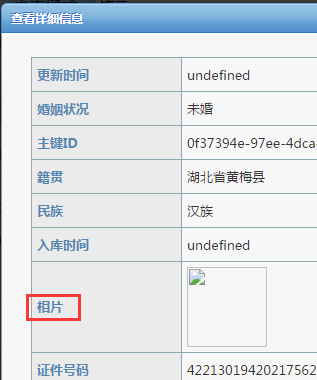 查看详细信息
更新时间 undefined
婚姻状况 未婚
主键ID 0f37394e-97ee-4dca
籍贯 湖北省黄梅县
民族 汉族
入库时间 undefined
相片
证件号码 42213019420217562